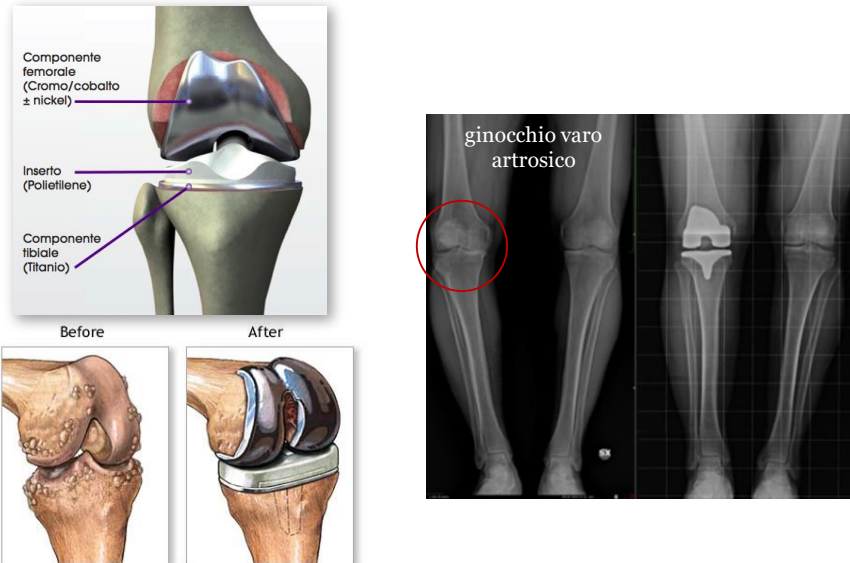 Componente
femorale
(Cromo/cobalto
± nickel)
Inserto
(Polietilene)
Componente
tibiale
(Titanio)
Before
After
ginocchio varo
artrosico
SX